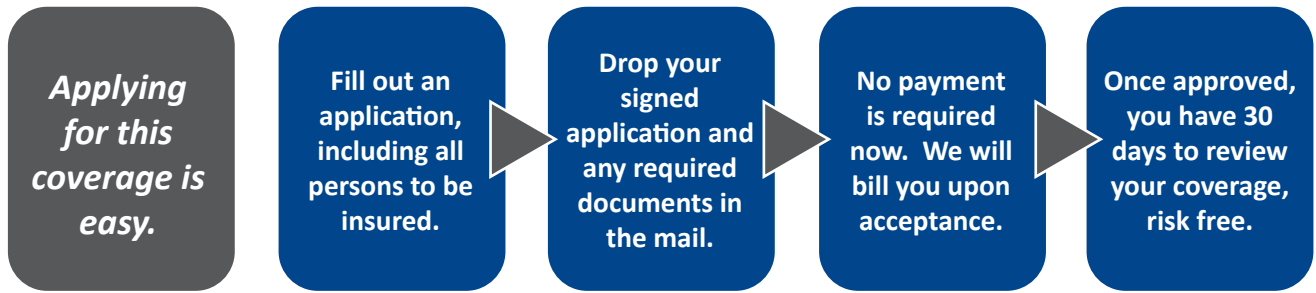 Applying
for this
coverage is
easy.
Fill out an
application,
including all
persons to be
insured.
Drop your
signed
application and
any required
documents in
the mail.
No payment
is required
now.  We will
bill you upon
acceptance.
Once approved,
you have 30
days to review
your coverage,
risk free.